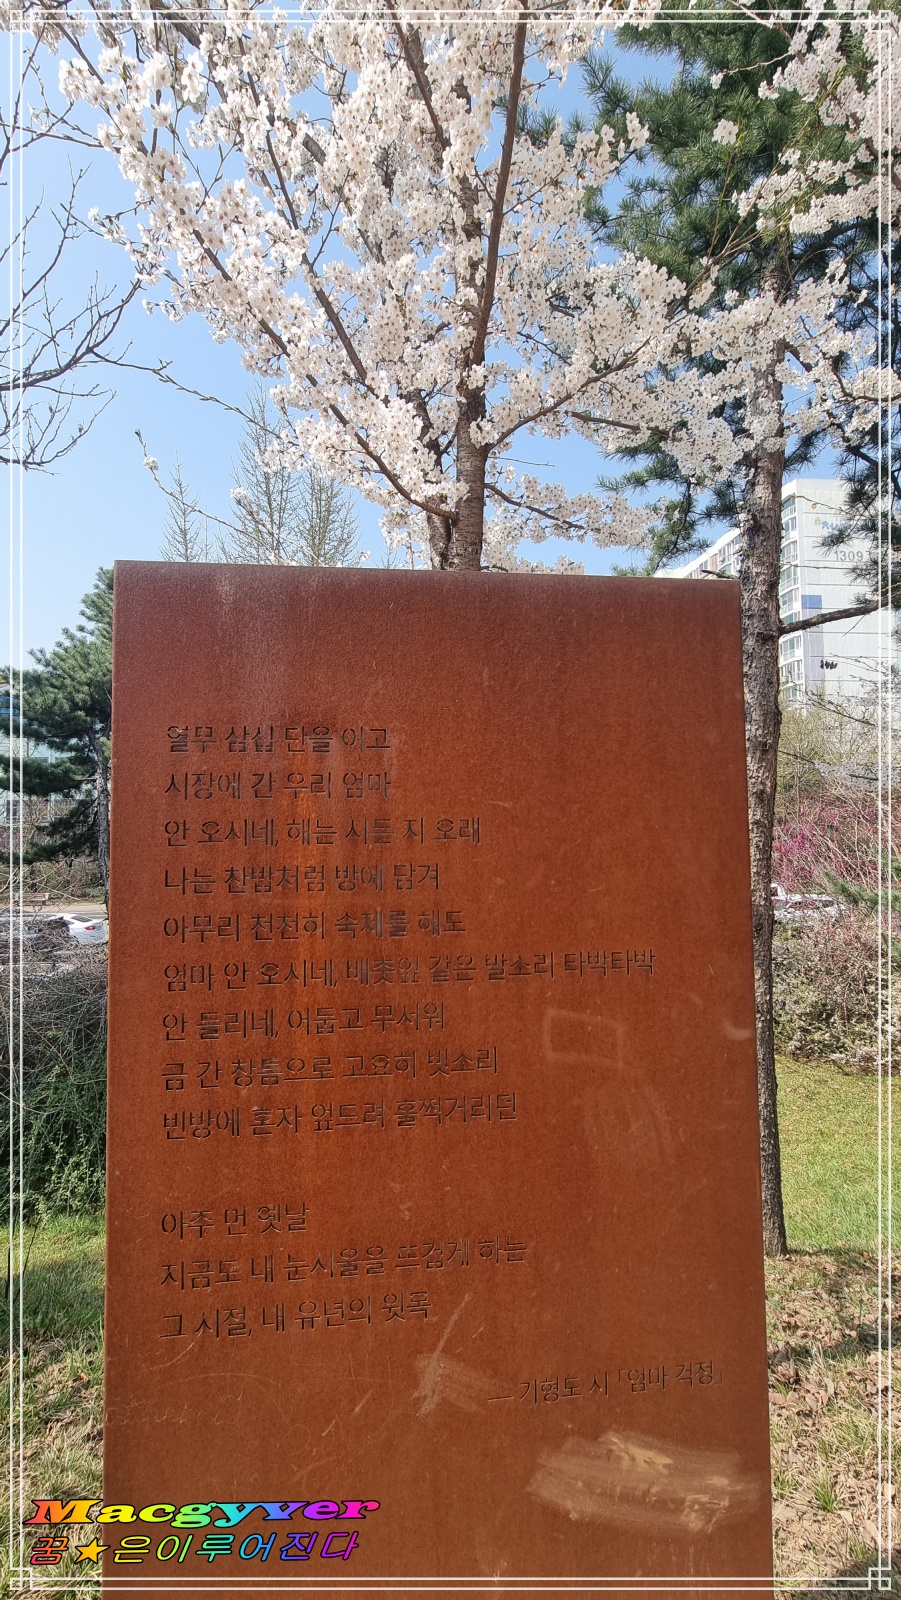 1309
열무 삼십 단을 이고
시장에 간 우리 엄마
안 오시네, 해는 시든 지 오래
나는 찬밥처럼 방에 담겨
아무리 천천히 숙제를 해도
엄마 안 오시네, 배춧잎 같은 발소리 타박타박
안 들리네, 어둡고 무서워
금 간 창틈으로 고요히 빗소리
빈방에 혼자 엎드려 훌쩍거리던
아주 먼 옛날
지금도 내 눈시울을 뜨겁게 하는
그 시절, 내 유년의 윗목
— 기형도 시 「엄마 걱정」
Macgyver
꿈★은이루어진다